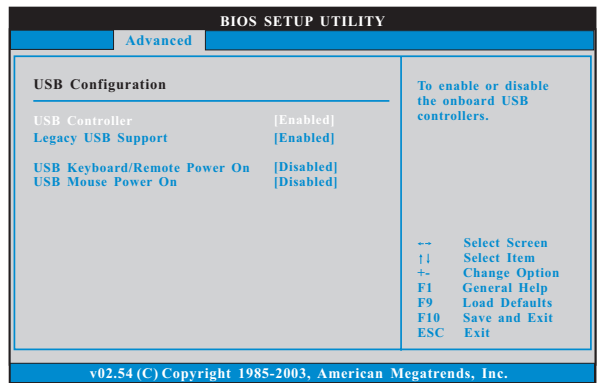 BIOS SETUP UTILITY
Advanced
USB Configuration
USB Controller [Enabled]
Legacy USB Support [Enabled]
USB Keyboard/Remote Power On [Disabled]
USB Mouse Power On [Disabled]
To enable or disable
the onboard USB
controllers.
←→ Select Screen
↑↓ Select Item
+- Change Option
F1 General Help
F9 Load Defaults
F10 Save and Exit
ESC Exit
v02.54 (C) Copyright 1985-2003, American Megatrends, Inc.